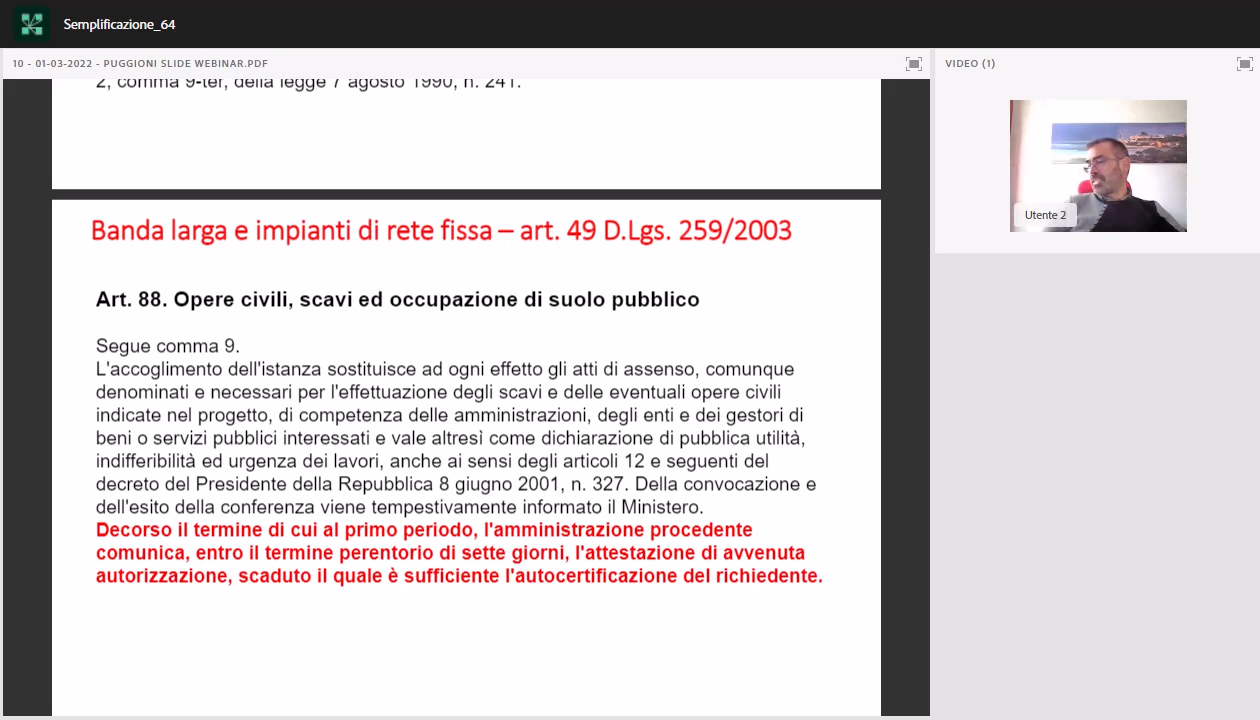 Semplificazione_64
10 - 01-03-2022 - PUGGIONI SLIDE WEBINAR.PDF
VIDEO (1)
2, comma 9-ter, della legge 7 agosto 1990, n. 241.
Banda larga e impianti di rete fissa – art. 49 D.Lgs. 259/2003
Art. 88. Opere civili, scavi ed occupazione di suolo pubblico
Segue comma 9.
L'accoglimento dell'istanza sostituisce ad ogni effetto gli atti di assenso, comunque
denominati e necessari per l'effettuazione degli scavi e delle eventuali opere civili
indicate nel progetto, di competenza delle amministrazioni, degli enti e dei gestori di
beni o servizi pubblici interessati e vale altresì come dichiarazione di pubblica utilità,
indifferibilità ed urgenza dei lavori, anche ai sensi degli articoli 12 e seguenti del
decreto del Presidente della Repubblica 8 giugno 2001, n. 327. Della convocazione e
dell'esito della conferenza viene tempestivamente informato il Ministero.
Decorso il termine di cui al primo periodo, l'amministrazione procedente
comunica, entro il termine perentorio di sette giorni, l'attestazione di avvenuta
autorizzazione, scaduto il quale è sufficiente l'autocertificazione del richiedente.
Utente 2